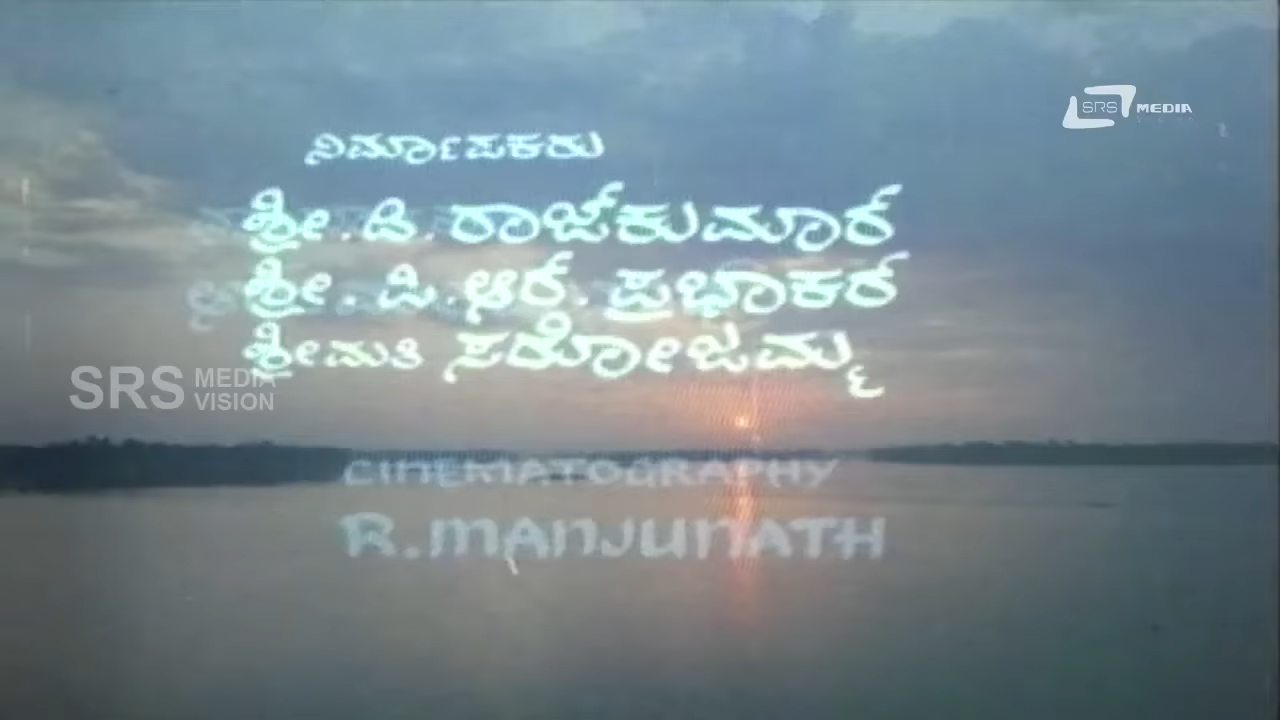 SRS MEDIA
ನಿರ್ಮಾಪಕರು
ಶ್ರೀ. ಡಿ. ರಾಜ್‌ಕುಮಾರ್
ಶ್ರೀ. ಡಿ. ಆರ್. ಪ್ರಭಾಕರ್
ಶ್ರೀಮತಿ ಸರೋಜಮ್ಮ
SRS MEDIA VISION
CINEMATOGRAPHY
R. MANJUNATH